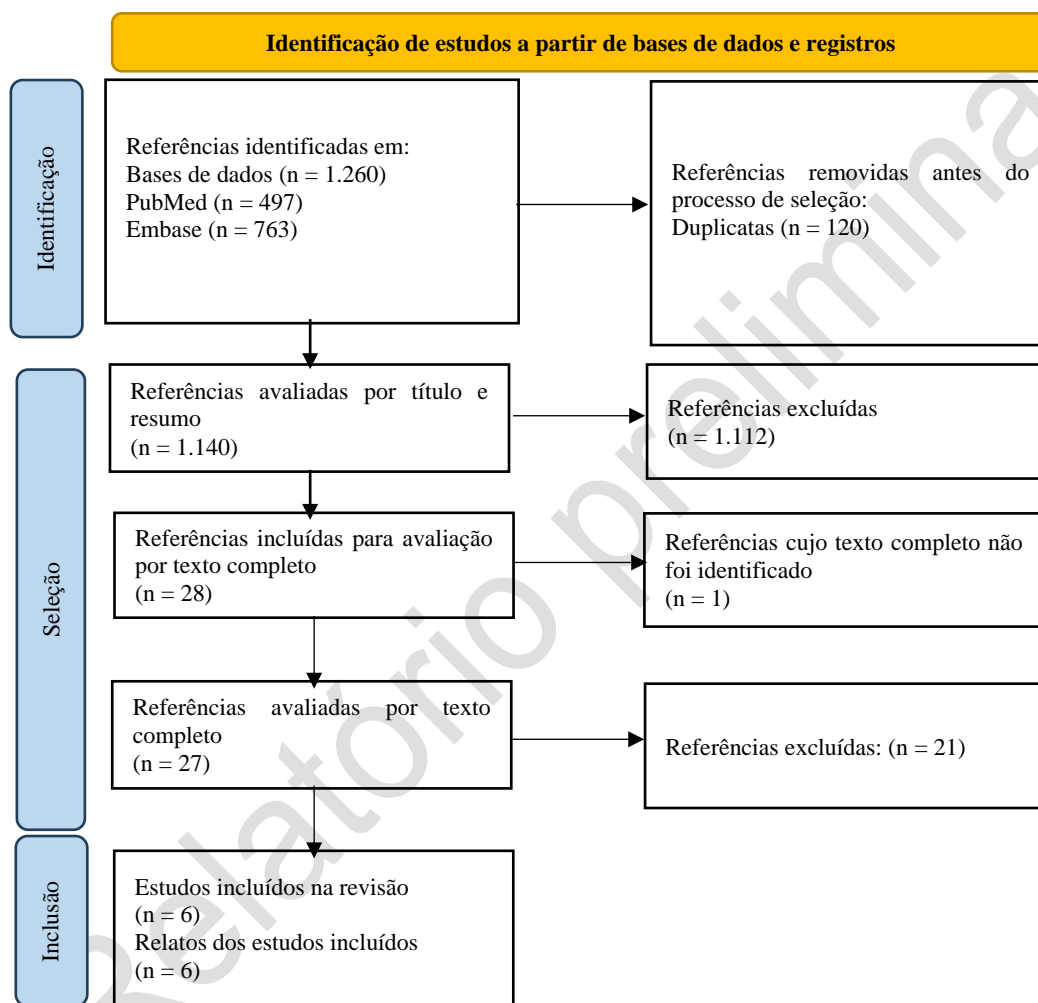 Identificação de estudos a partir de bases de dados e registros
Identificação
Referências identificadas em:
Bases de dados (n = 1.260)
PubMed (n = 497)
Embase (n = 763)
Referências removidas antes do
processo de seleção:
Duplicatas (n = 120)
Seleção
Referências avaliadas por título e
resumo
(n = 1.140)
Referências excluídas
(n = 1.112)
Referências incluídas para avaliação
por texto completo
(n = 28)
Referências cujo texto completo não
foi identificado
(n = 1)
Referências avaliadas por texto
completo
(n = 27)
Referências excluídas: (n = 21)
Inclusão
Estudos incluídos na revisão
(n = 6)
Relatos dos estudos incluídos
(n = 6)
Relatório prelimina